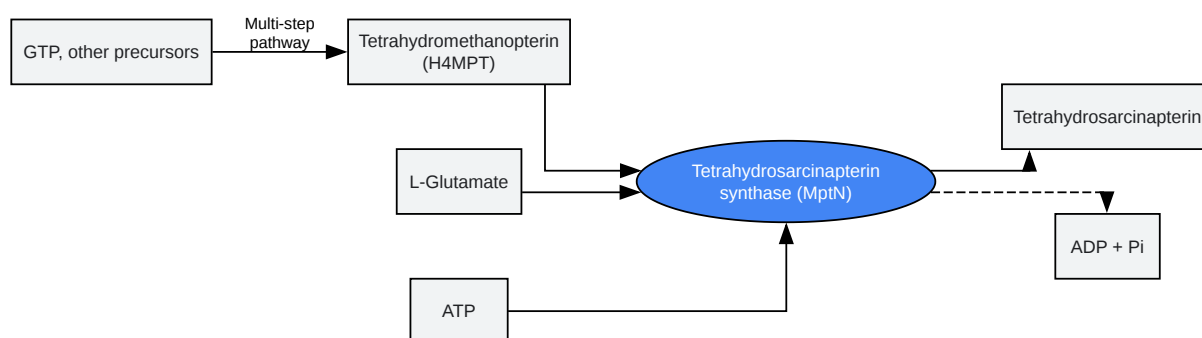 Multi-step
pathway
GTP, other precursors
Tetrahydromethanopterin
(H4MPT)
Tetrahydrosarcinapterin
L-Glutamate
Tetrahydrosarcinapterin
synthase (MptN)
ADP + Pi
ATP